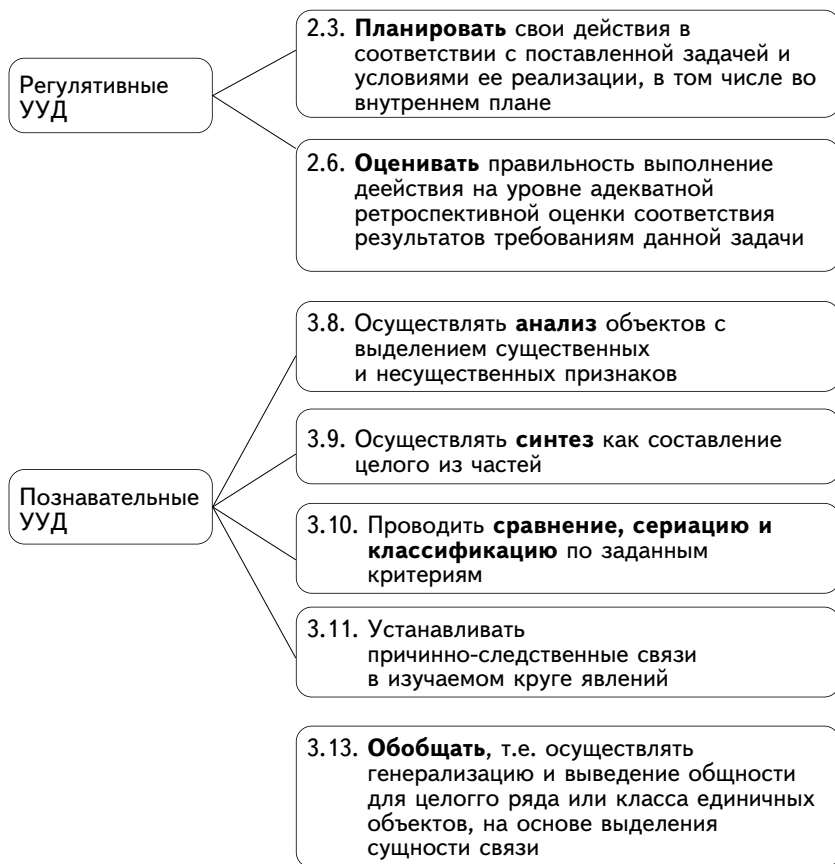 Регулятивные
УУД
2.3. Планировать свои действия в
соответствии с поставленной задачей и
условиями ее реализации, в том числе во
внутреннем плане
2.6. Оценивать правильность выполнение
деействия на уровне адекватной
ретроспективной оценки соответствия
результатов требованиям данной задачи
Познавательные
УУД
3.8. Осуществлять анализ объектов с
выделением существенных
и несущественных признаков
3.9. Осуществлять синтез как составление
целого из частей
3.10. Проводить сравнение, сериацию и
классификацию по заданным
критериям
3.11. Устанавливать
причинно-следственные связи
в изучаемом круге явлений
3.13. Обобщать, т.е. осуществлять
генерализацию и выведение общности
для целогго ряда или класса единичных
объектов, на основе выделения
сущности связи